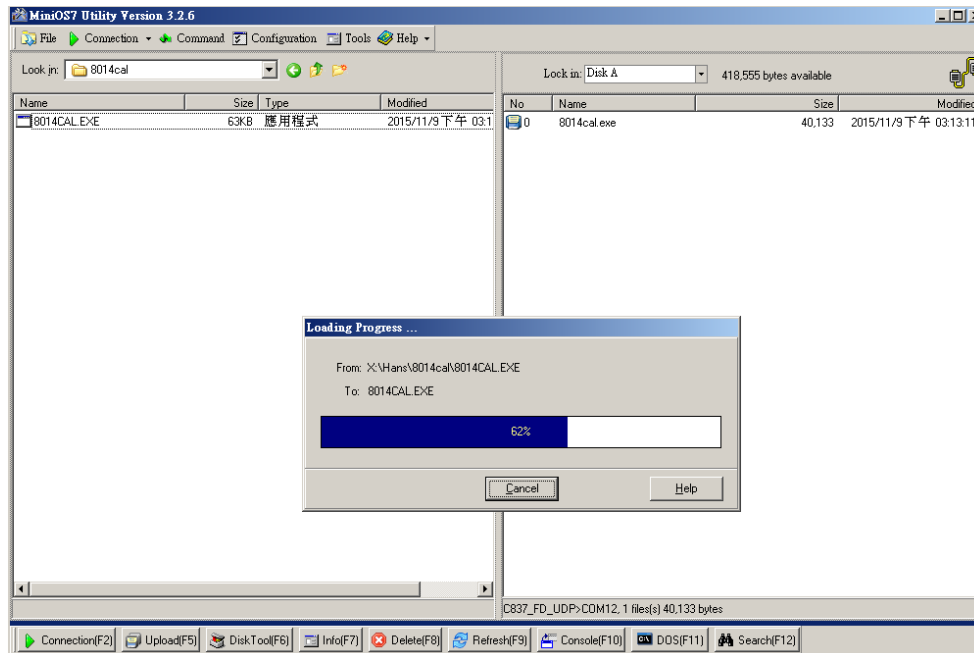 MiniOS7 Utility Version 3.2.6
File Connection Command Configuration Tools Help
Look in: 8014cal
Lock in: Disk A 418,555 bytes available
Name Size Type Modified
8014CAL.EXE 63KB 應用程式 2015/11/9 下午 03:1
No Name Size Modified
0 8014cal.exe 40,133 2015/11/9 下午 03:13:11
Loading Progress ...
From: X:\Hans\8014cal\8014CAL.EXE
To: 8014CAL.EXE
62%
Cancel Help
C837_FD_UDP>COM12, 1 files(s) 40,133 bytes
Connection(F2) Upload(F5) DiskTool(F6) Info(F7) Delete(F8) Refresh(F9) Console(F10) DOS(F11) Search(F12)